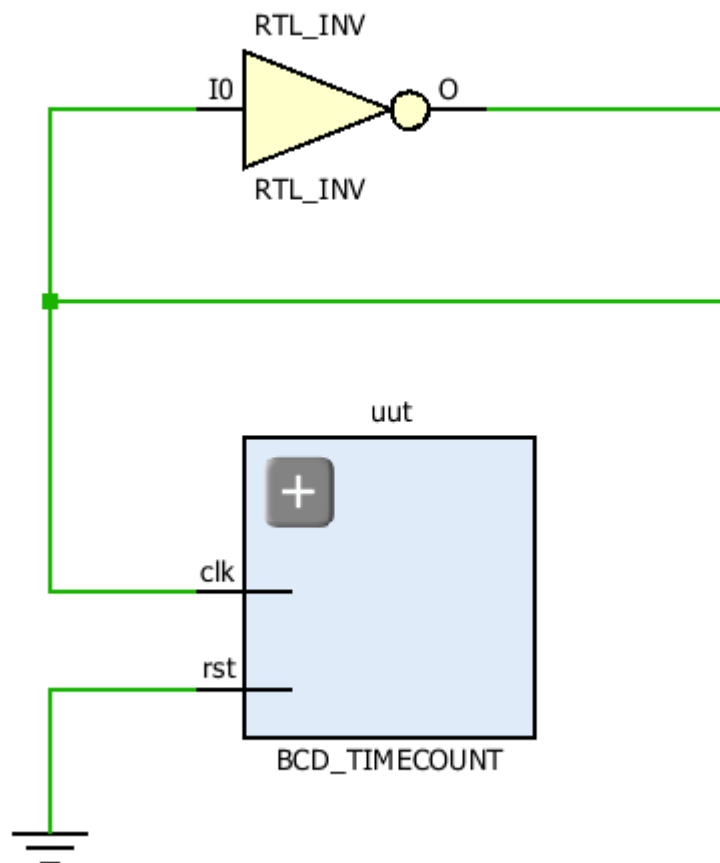 RTL_INV
I0
O
RTL_INV
uut
+
clk
rst
BCD_TIMECOUNT